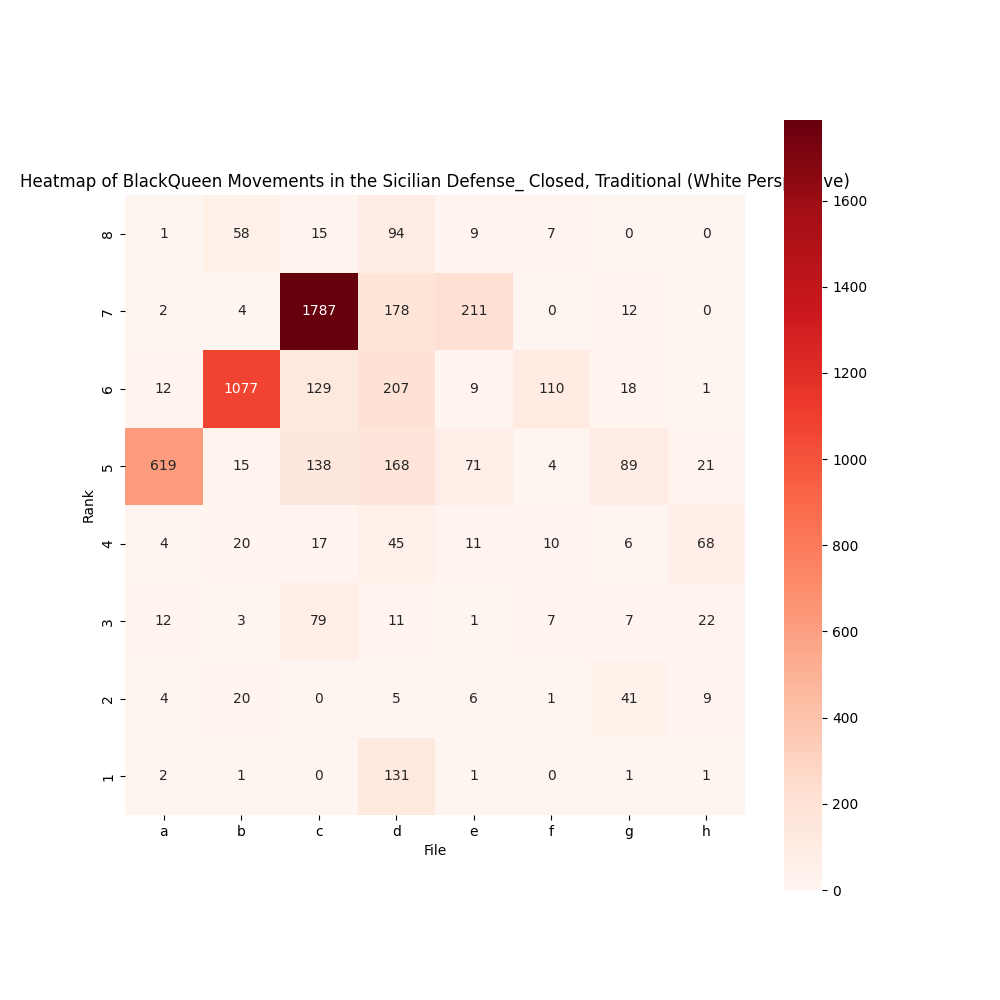 Heatmap of BlackQueen Movements in the Sicilian Defense_ Closed, Traditional (White Pers ve)
8 1 58 15 94 9 7 0 0
7 2 4 1787 178 211 0 12 0
6 12 1077 129 207 9 110 18 1
5 619 15 138 168 71 4 89 21
4 4 20 17 45 11 10 6 68
3 12 3 79 11 1 7 7 22
2 4 20 0 5 6 1 41 9
1 2 1 0 131 1 0 1 1
a b c d e f g h
File
Rank
1600
1400
1200
1000
800
600
400
200
0